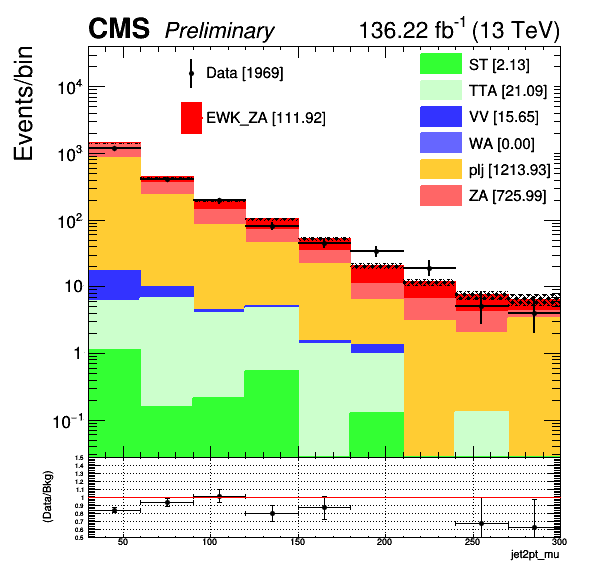 CMS Preliminary 136.22 fb-1 (13 TeV)
Events/bin
Data [1969]
EWK_ZA [111.92]
ST [2.13]
TTA [21.09]
VV [15.65]
WA [0.00]
plj [1213.93]
ZA [725.99]
10^4
10^3
10^2
10
1
10^-1
(Data/Bkg)
1.5
1.4
1.3
1.2
1.1
1
0.9
0.8
0.7
0.6
0.5
50 100 150 200 250 300
jet2pt_mu